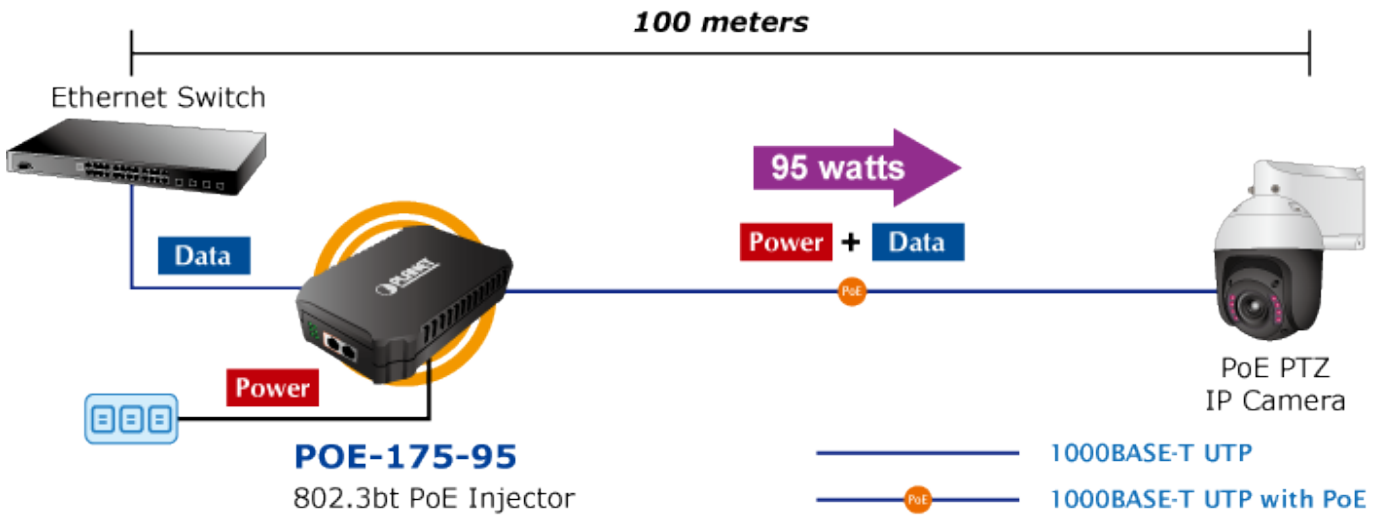 100 meters
Ethernet Switch
95 watts
Data
Power + Data
PLANET
PoE
Power
PoE PTZ
IP Camera
POE-175-95
802.3bt PoE Injector
1000BASE-T UTP
PoE
1000BASE-T UTP with PoE